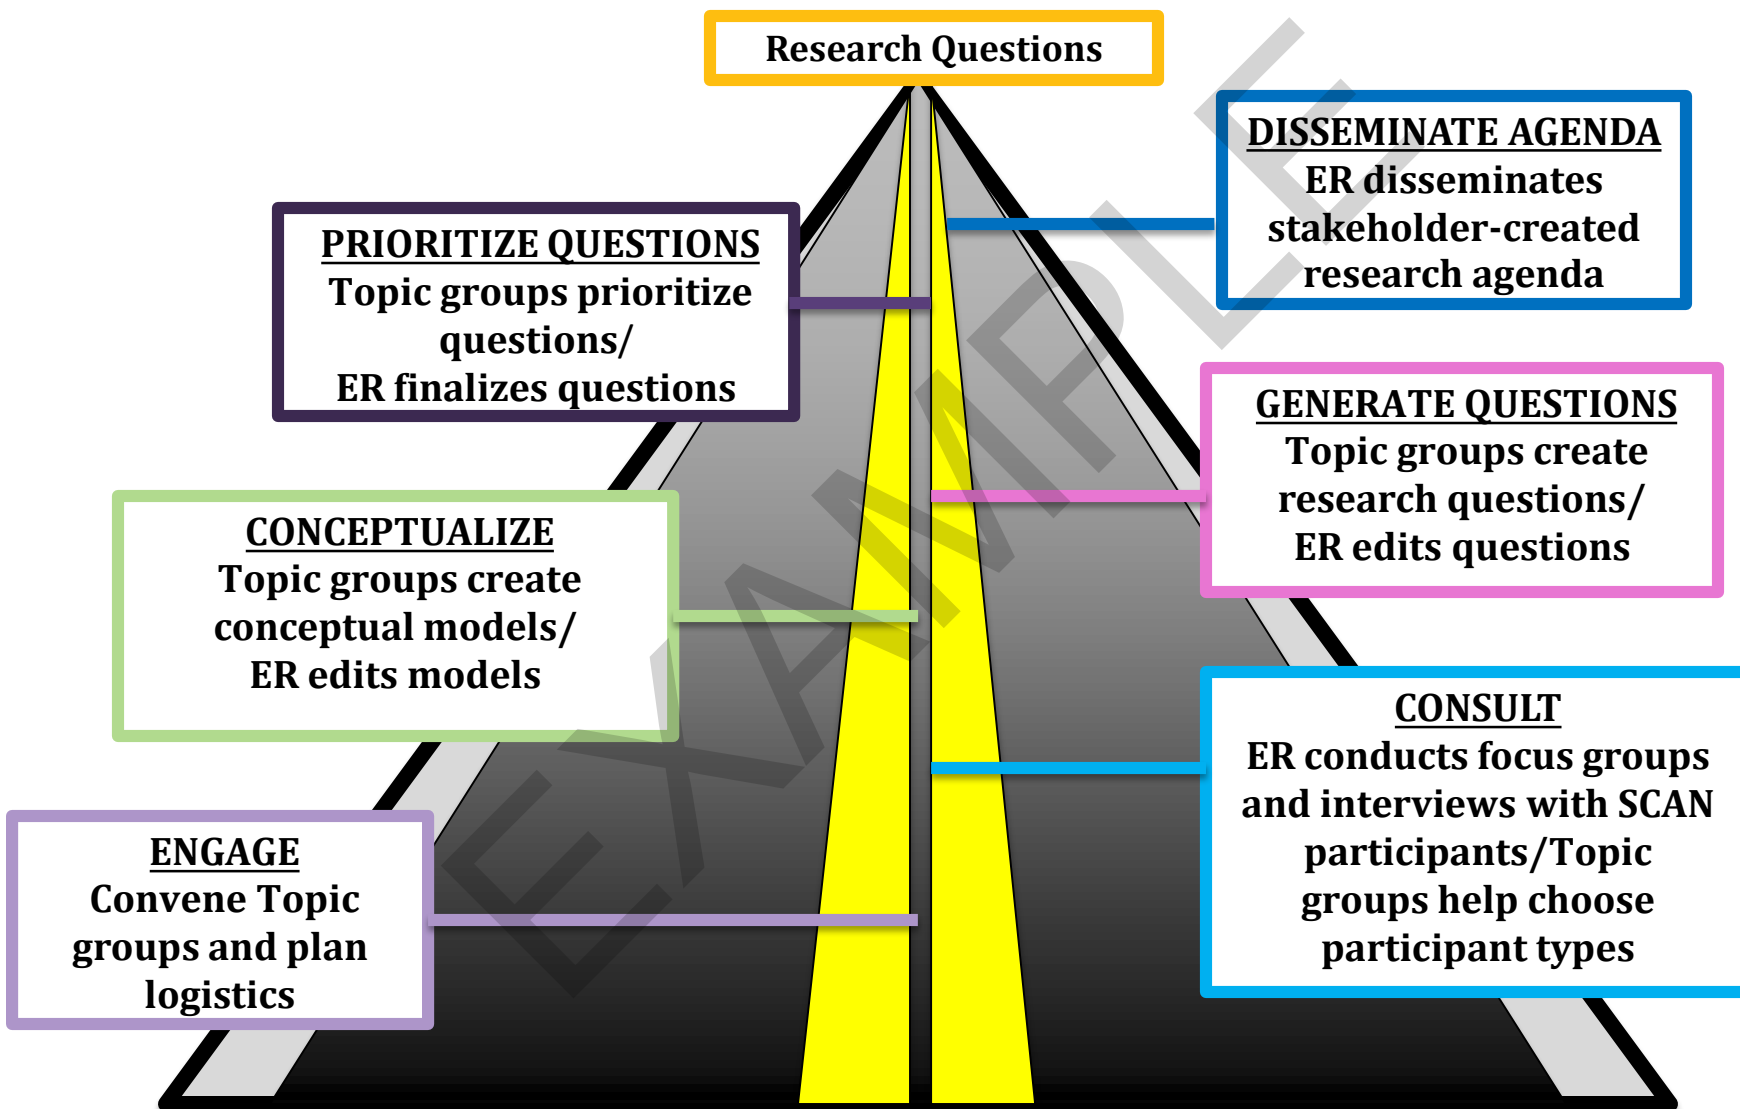 Research Questions
DISSEMINATE AGENDA
ER disseminates
stakeholder-created
research agenda
PRIORITIZE QUESTIONS
Topic groups prioritize
questions/
ER finalizes questions
GENERATE QUESTIONS
Topic groups create
research questions/
ER edits questions
CONCEPTUALIZE
Topic groups create
conceptual models/
ER edits models
CONSULT
ER conducts focus groups
and interviews with SCAN
participants/Topic
groups help choose
participant types
ENGAGE
Convene Topic
groups and plan
logistics
EXAMPLE